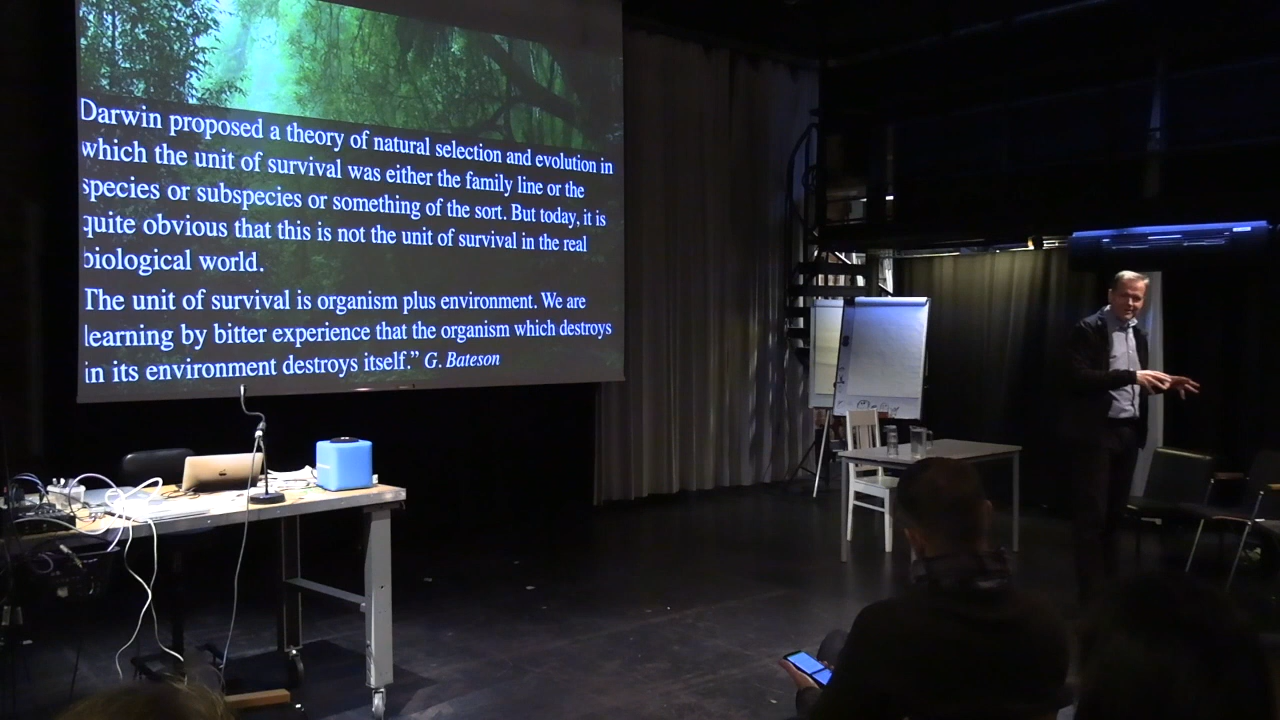 Darwin proposed a theory of natural selection and evolution in
which the unit of survival was either the family line or the
species or subspecies or something of the sort. But today, it is
quite obvious that this is not the unit of survival in the real
biological world.
The unit of survival is organism plus environment. We are
learning by bitter experience that the organism which destroys
in its environment destroys itself.” G. Bateson